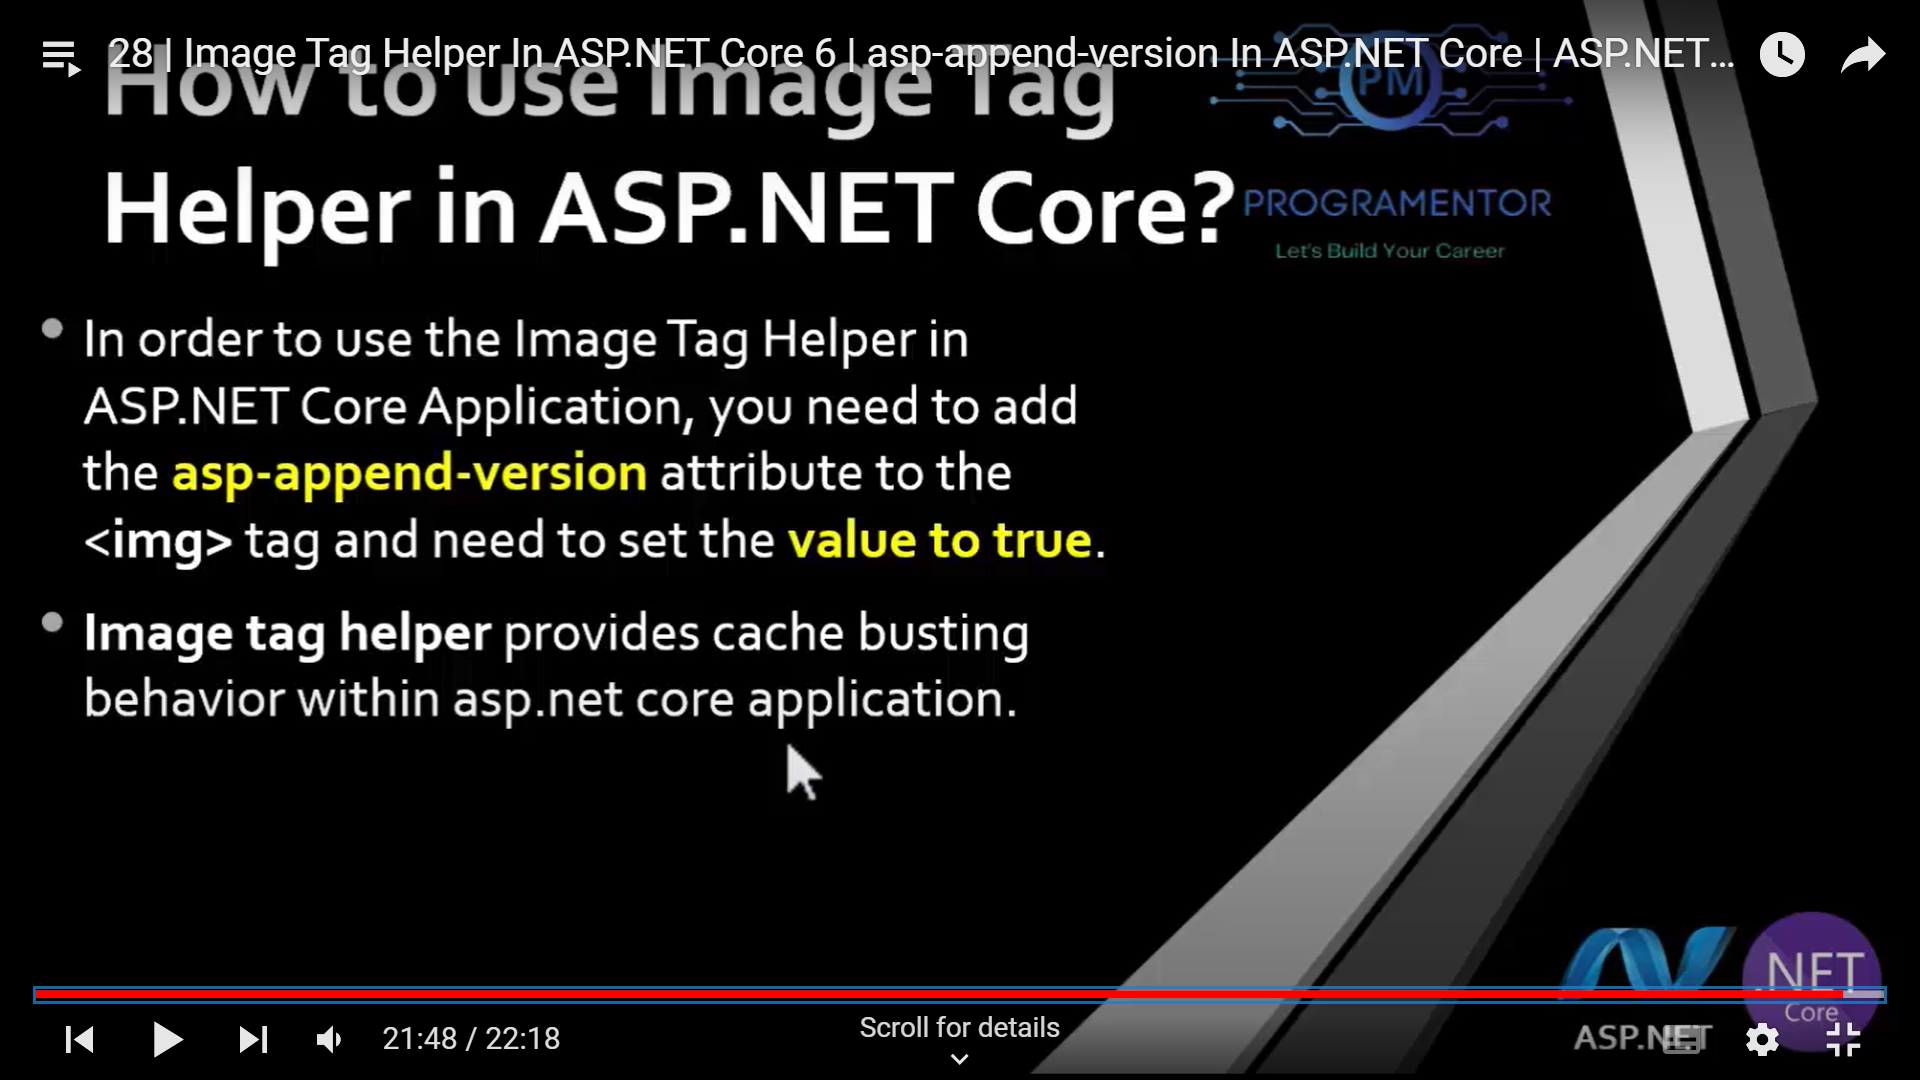 28 | Image Tag Helper In ASP.NET Core 6 | asp-append-version In ASP.NET Core | ASP.NET...
How to use Image Tag
Helper in ASP.NET Core?
PM
PROGRAMENTOR
Let's Build Your Career
In order to use the Image Tag Helper in
ASP.NET Core Application, you need to add
the asp-append-version attribute to the
<img> tag and need to set the value to true.
Image tag helper provides cache busting
behavior within asp.net core application.
.NET
Core
ASP.NET
21:48 / 22:18
Scroll for details